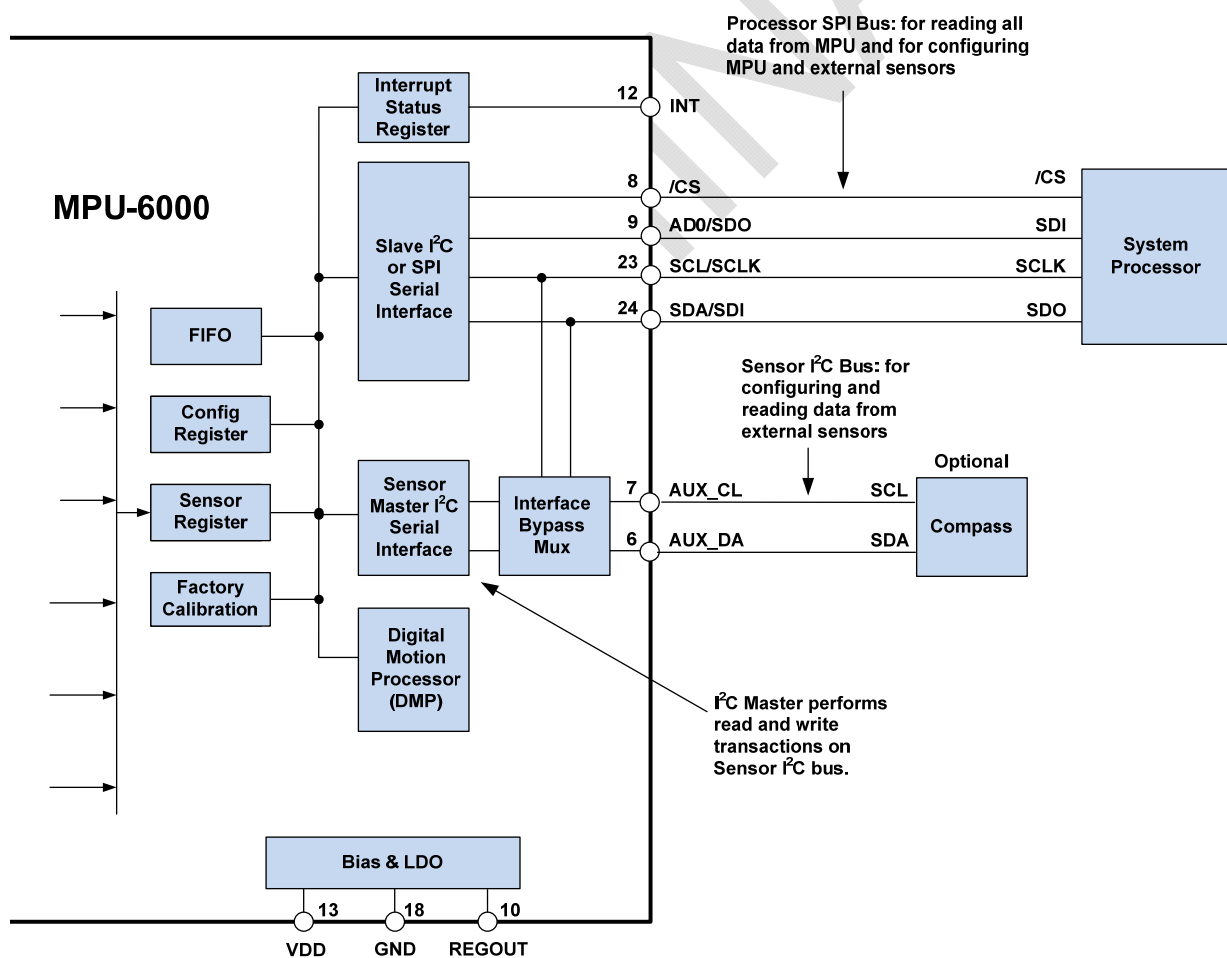 Processor SPI Bus: for reading all
data from MPU and for configuring
MPU and external sensors
Interrupt
Status
Register
12
INT
MPU-6000
Slave I²C
or SPI
Serial
Interface
8
/CS
/CS
9
AD0/SDO
SDI
23
SCL/SCLK
SCLK
24
SDA/SDI
SDO
System
Processor
FIFO
Config
Register
Sensor
Register
Factory
Calibration
Sensor I²C Bus: for
configuring and
reading data from
external sensors
Sensor
Master I²C
Serial
Interface
Interface
Bypass
Mux
7
AUX_CL
SCL
6
AUX_DA
SDA
Optional
Compass
Digital
Motion
Processor
(DMP)
I²C Master performs
read and write
transactions on
Sensor I²C bus.
Bias & LDO
13
18
10
VDD
GND
REGOUT